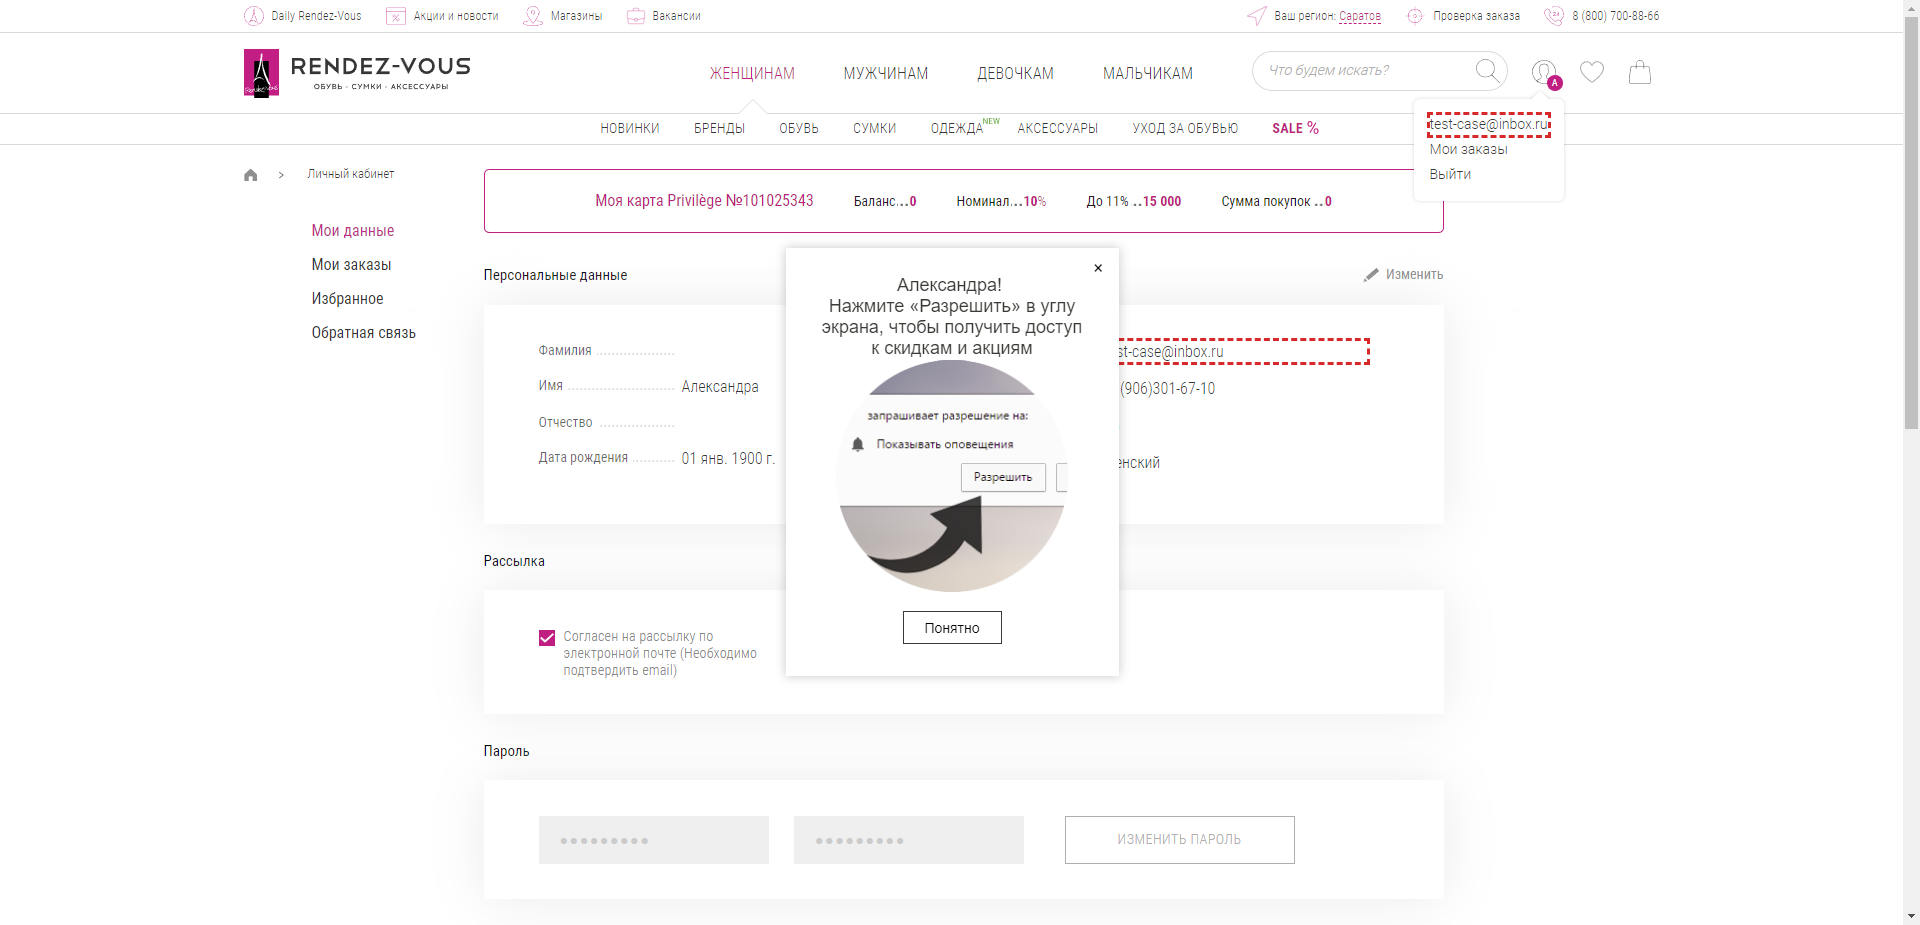 Daily Rendez-Vous
Акции и новости
Магазины
Вакансии
Ваш регион: Саратов
Проверка заказа
8 (800) 700-88-66
RENDEZ-VOUS
ОБУВЬ · СУМКИ · АКСЕССУАРЫ
ЖЕНЩИНАМ
МУЖЧИНАМ
ДЕВОЧКАМ
МАЛЬЧИКАМ
Что будем искать?
A
НОВИНКИ
БРЕНДЫ
ОБУВЬ
СУМКИ
ОДЕЖДА NEW
АКСЕССУАРЫ
УХОД ЗА ОБУВЬЮ
SALE %
test-case@inbox.ru
Мои заказы
Выйти
> Личный кабинет
Мои данные
Мои заказы
Избранное
Обратная связь
Моя карта Privilège №101025343
Баланс...0
Номинал...10%
До 11% ..15 000
Сумма покупок ..0
Персональные данные
Изменить
Фамилия
Имя Александра
Отчество
Дата рождения 01 янв. 1900 г.
st-case@inbox.ru
(906)301-67-10
енский
×
Александра!
Нажмите «Разрешить» в углу
экрана, чтобы получить доступ
к скидкам и акциям
запрашивает разрешение на:
Показывать оповещения
Разрешить
Понятно
Рассылка
Согласен на рассылку по
электронной почте (Необходимо
подтвердить email)
Пароль
ИЗМЕНИТЬ ПАРОЛЬ